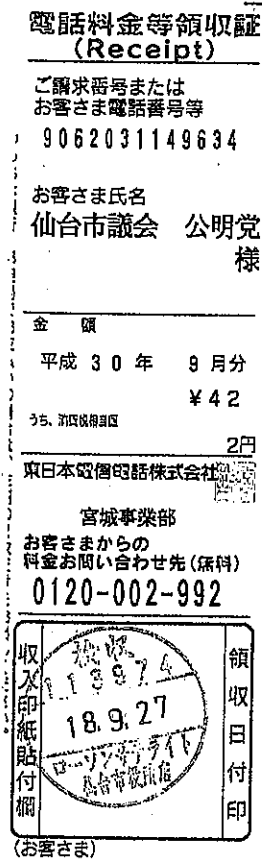 電話料金等領収証
(Receipt)
ご請求番号または
お客さま電話番号等
9062031149634
お客さま氏名
仙台市議会 公明党
様
金 額
平成 30 年 9 月分
¥42
うち、消費税相当額
2円
東日本電信電話株式会社
宮城事業部
お客さまからの
料金お問い合わせ先(無料)
0120-002-992
収入印紙貼付欄
領収日付印
18.9.27
仙台市役所店
(お客さま)